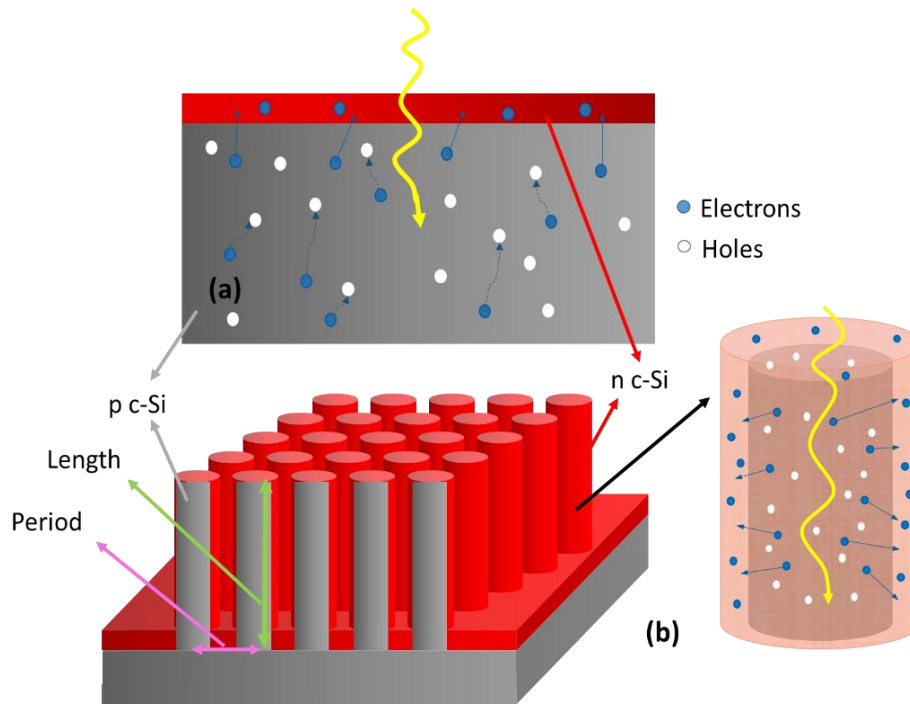 Electrons
Holes
(a)
p c-Si
n c-Si
Length
Period
(b)